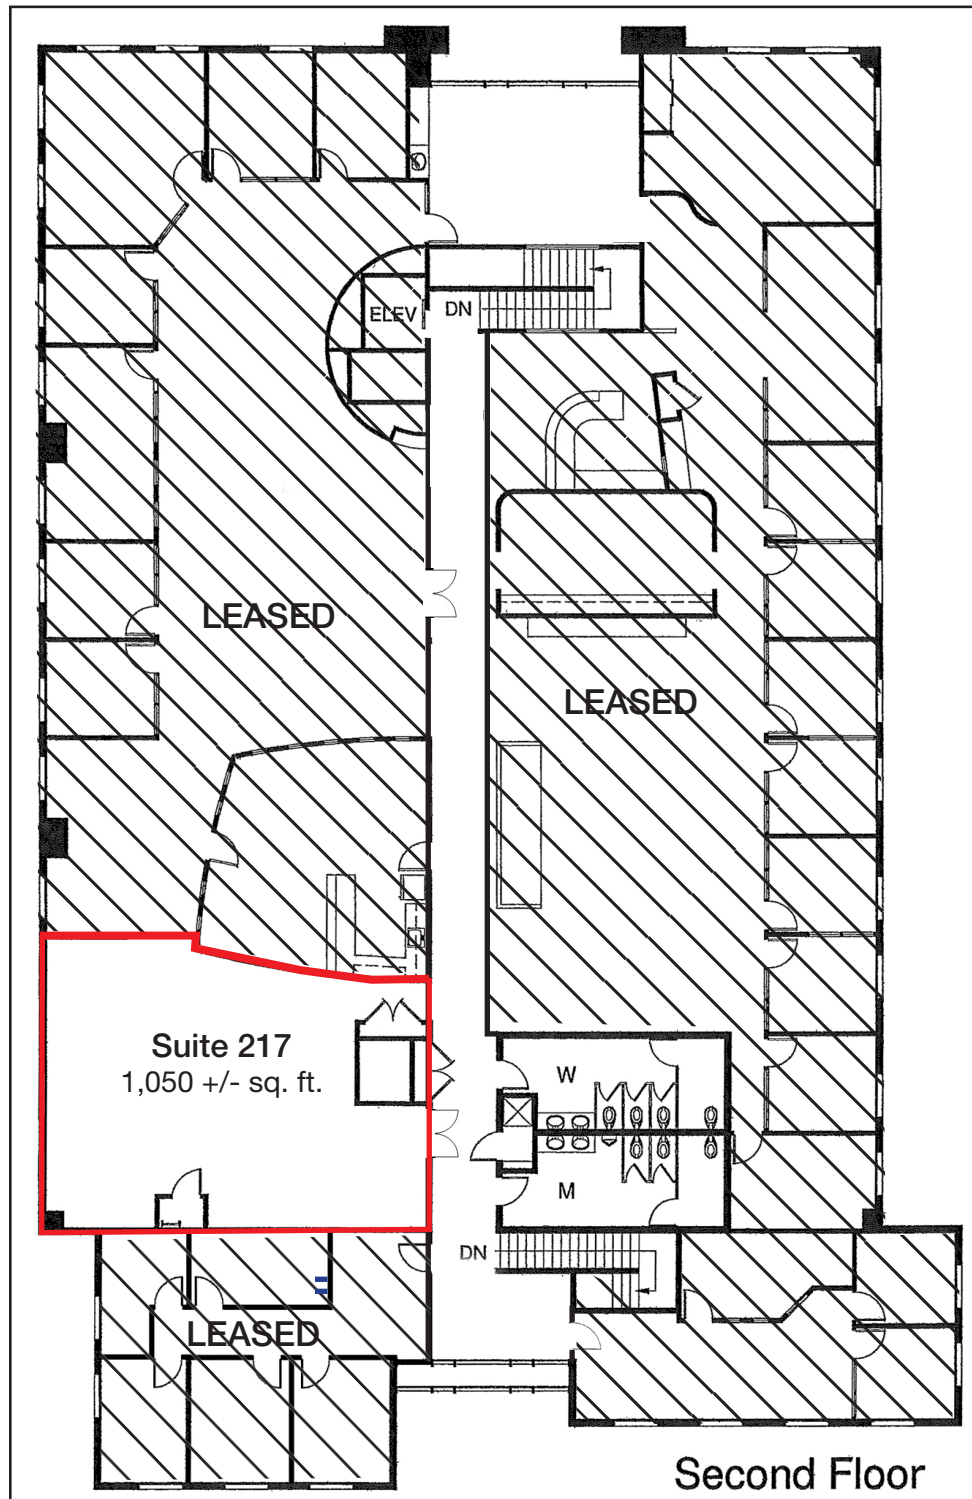 ELEV
DN
LEASED
LEASED
Suite 217
1,050 +/- sq. ft.
W
M
DN
LEASED
Second Floor